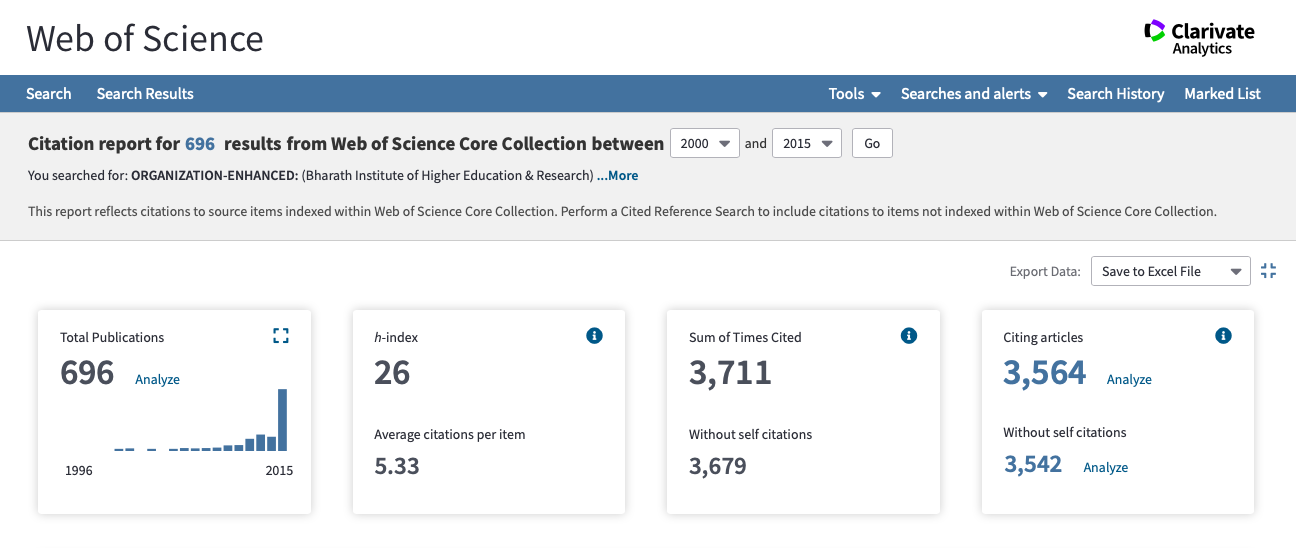 Web of Science
Clarivate
Analytics
Search Search Results Tools Searches and alerts Search History Marked List
Citation report for 696 results from Web of Science Core Collection between 2000 and 2015 Go
You searched for: ORGANIZATION-ENHANCED: (Bharath Institute of Higher Education & Research) ...More
This report reflects citations to source items indexed within Web of Science Core Collection. Perform a Cited Reference Search to include citations to items not indexed within Web of Science Core Collection.
Export Data: Save to Excel File
Total Publications
696 Analyze
1996 2015
h-index
26
Average citations per item
5.33
Sum of Times Cited
3,711
Without self citations
3,679
Citing articles
3,564 Analyze
Without self citations
3,542 Analyze